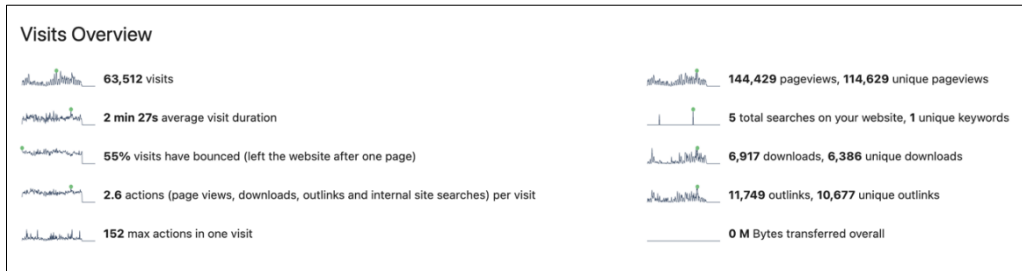 Visits Overview
63,512 visits
2 min 27s average visit duration
55% visits have bounced (left the website after one page)
2.6 actions (page views, downloads, outlinks and internal site searches) per visit
152 max actions in one visit
144,429 pageviews, 114,629 unique pageviews
5 total searches on your website, 1 unique keywords
6,917 downloads, 6,386 unique downloads
11,749 outlinks, 10,677 unique outlinks
0 M Bytes transferred overall